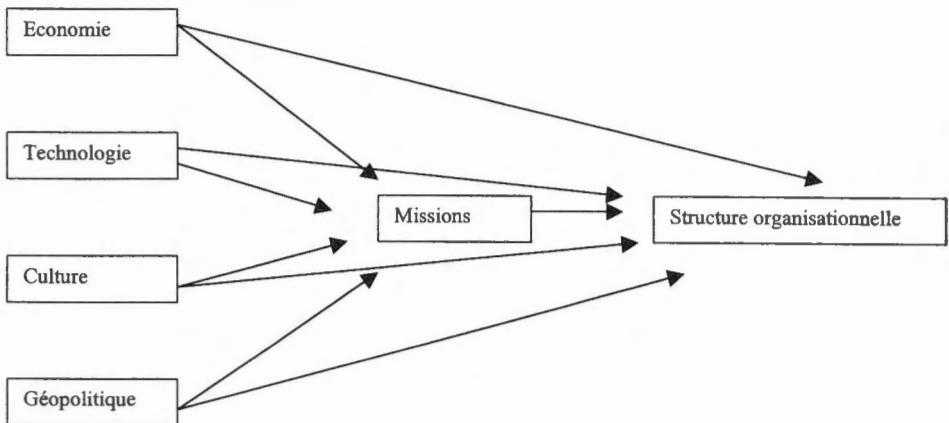 Economie
Technologie
Missions
Structure organisationnelle
Culture
Géopolitique